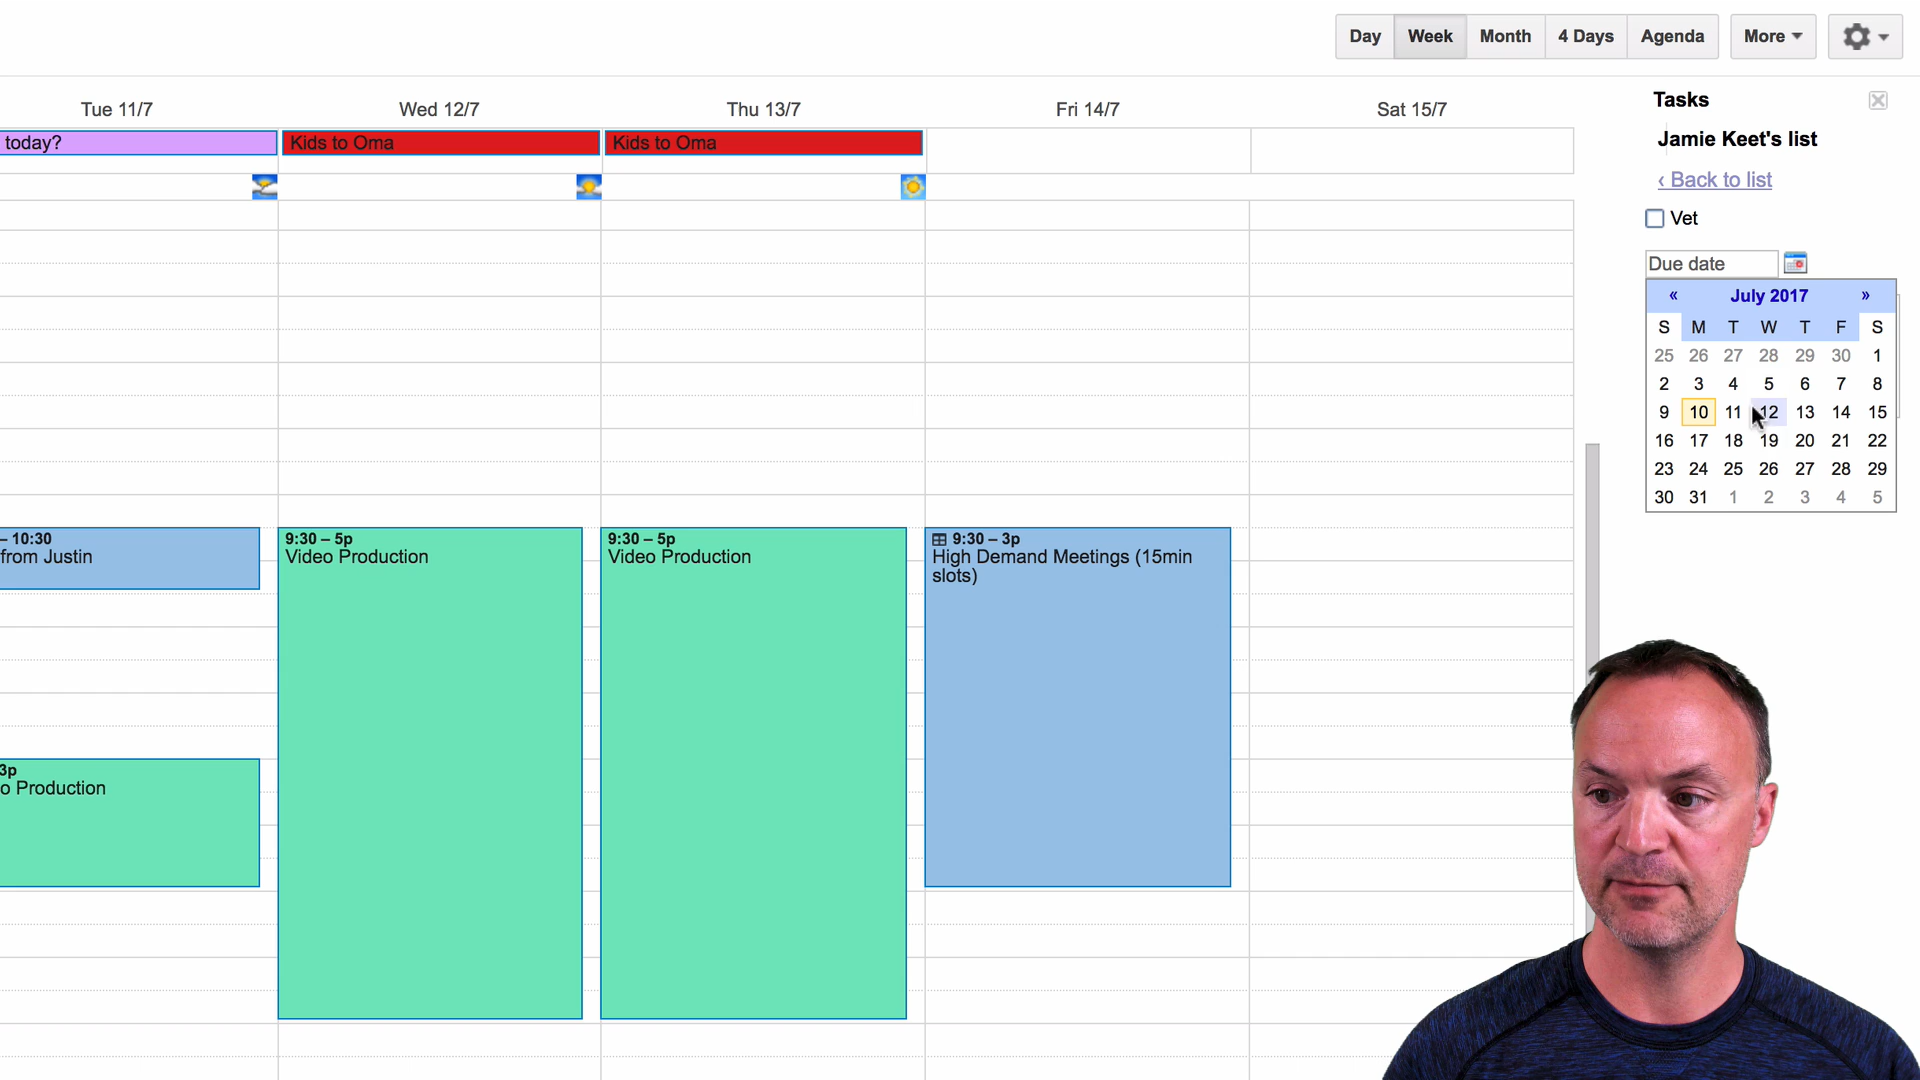 Day Week Month 4 Days Agenda More
Tue 11/7 Wed 12/7 Thu 13/7 Fri 14/7 Sat 15/7
today? Kids to Oma Kids to Oma
– 10:30
from Justin
3p
o Production
9:30 – 5p
Video Production
9:30 – 5p
Video Production
9:30 – 3p
High Demand Meetings (15min
slots)
Tasks
Jamie Keet's list
‹ Back to list
Vet
Due date
« July 2017 »
S M T W T F S
25 26 27 28 29 30 1
2 3 4 5 6 7 8
9 10 11 12 13 14 15
16 17 18 19 20 21 22
23 24 25 26 27 28 29
30 31 1 2 3 4 5